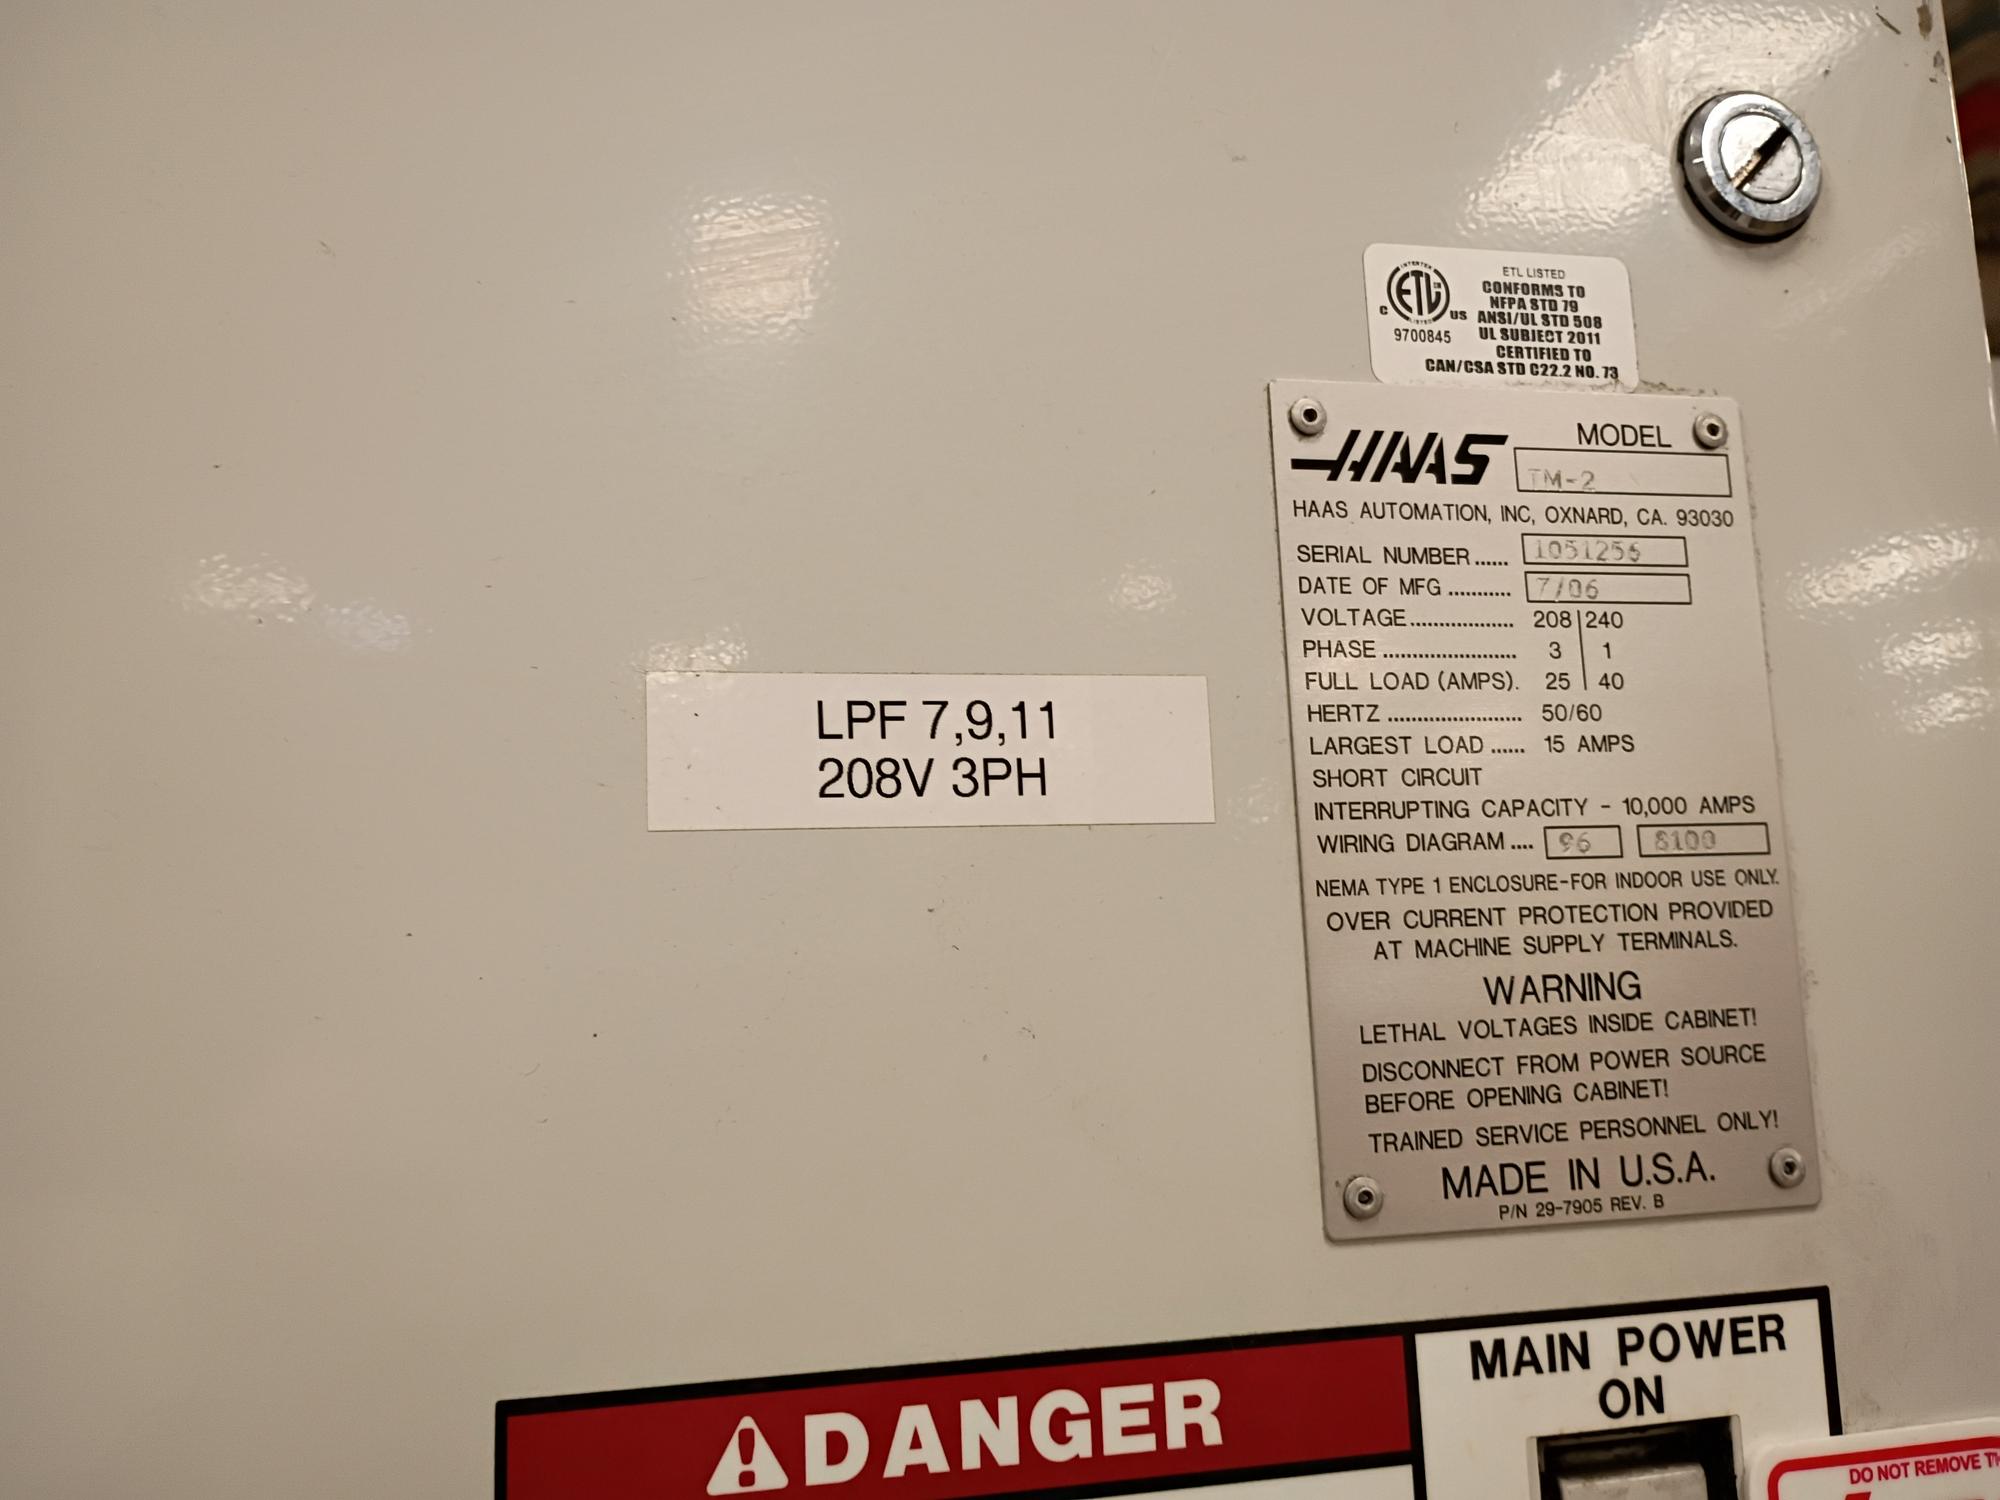 ETL LISTED
CONFORMS TO
NFPA STD 79
ANSI/UL STD 508
UL SUBJECT 2011
CERTIFIED TO
CAN/CSA STD C22.2 NO. 73
INTERTEK
ETL
LISTED
C US
9700845
HAAS
MODEL
TM-2
HAAS AUTOMATION, INC, OXNARD, CA. 93030
SERIAL NUMBER ...... 1051256
DATE OF MFG ........... 7/06
VOLTAGE.................. 208|240
PHASE ....................... 3 | 1
FULL LOAD (AMPS). 25 | 40
HERTZ ....................... 50/60
LARGEST LOAD ...... 15 AMPS
SHORT CIRCUIT
INTERRUPTING CAPACITY - 10,000 AMPS
WIRING DIAGRAM .... 96 8100
NEMA TYPE 1 ENCLOSURE-FOR INDOOR USE ONLY.
OVER CURRENT PROTECTION PROVIDED
AT MACHINE SUPPLY TERMINALS.
WARNING
LETHAL VOLTAGES INSIDE CABINET!
DISCONNECT FROM POWER SOURCE
BEFORE OPENING CABINET!
TRAINED SERVICE PERSONNEL ONLY!
MADE IN U.S.A.
P/N 29-7905 REV. B
LPF 7,9,11
208V 3PH
DANGER
MAIN POWER
ON
DO NOT REMOVE